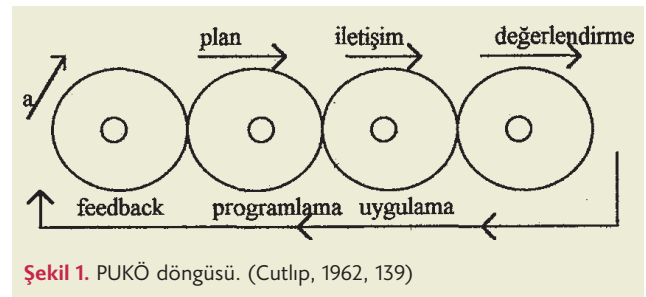 plan iletişim değerlendirme
a
feedback programlama uygulama
Şekil 1. PUKÖ döngüsü. (Cutlıp, 1962, 139)